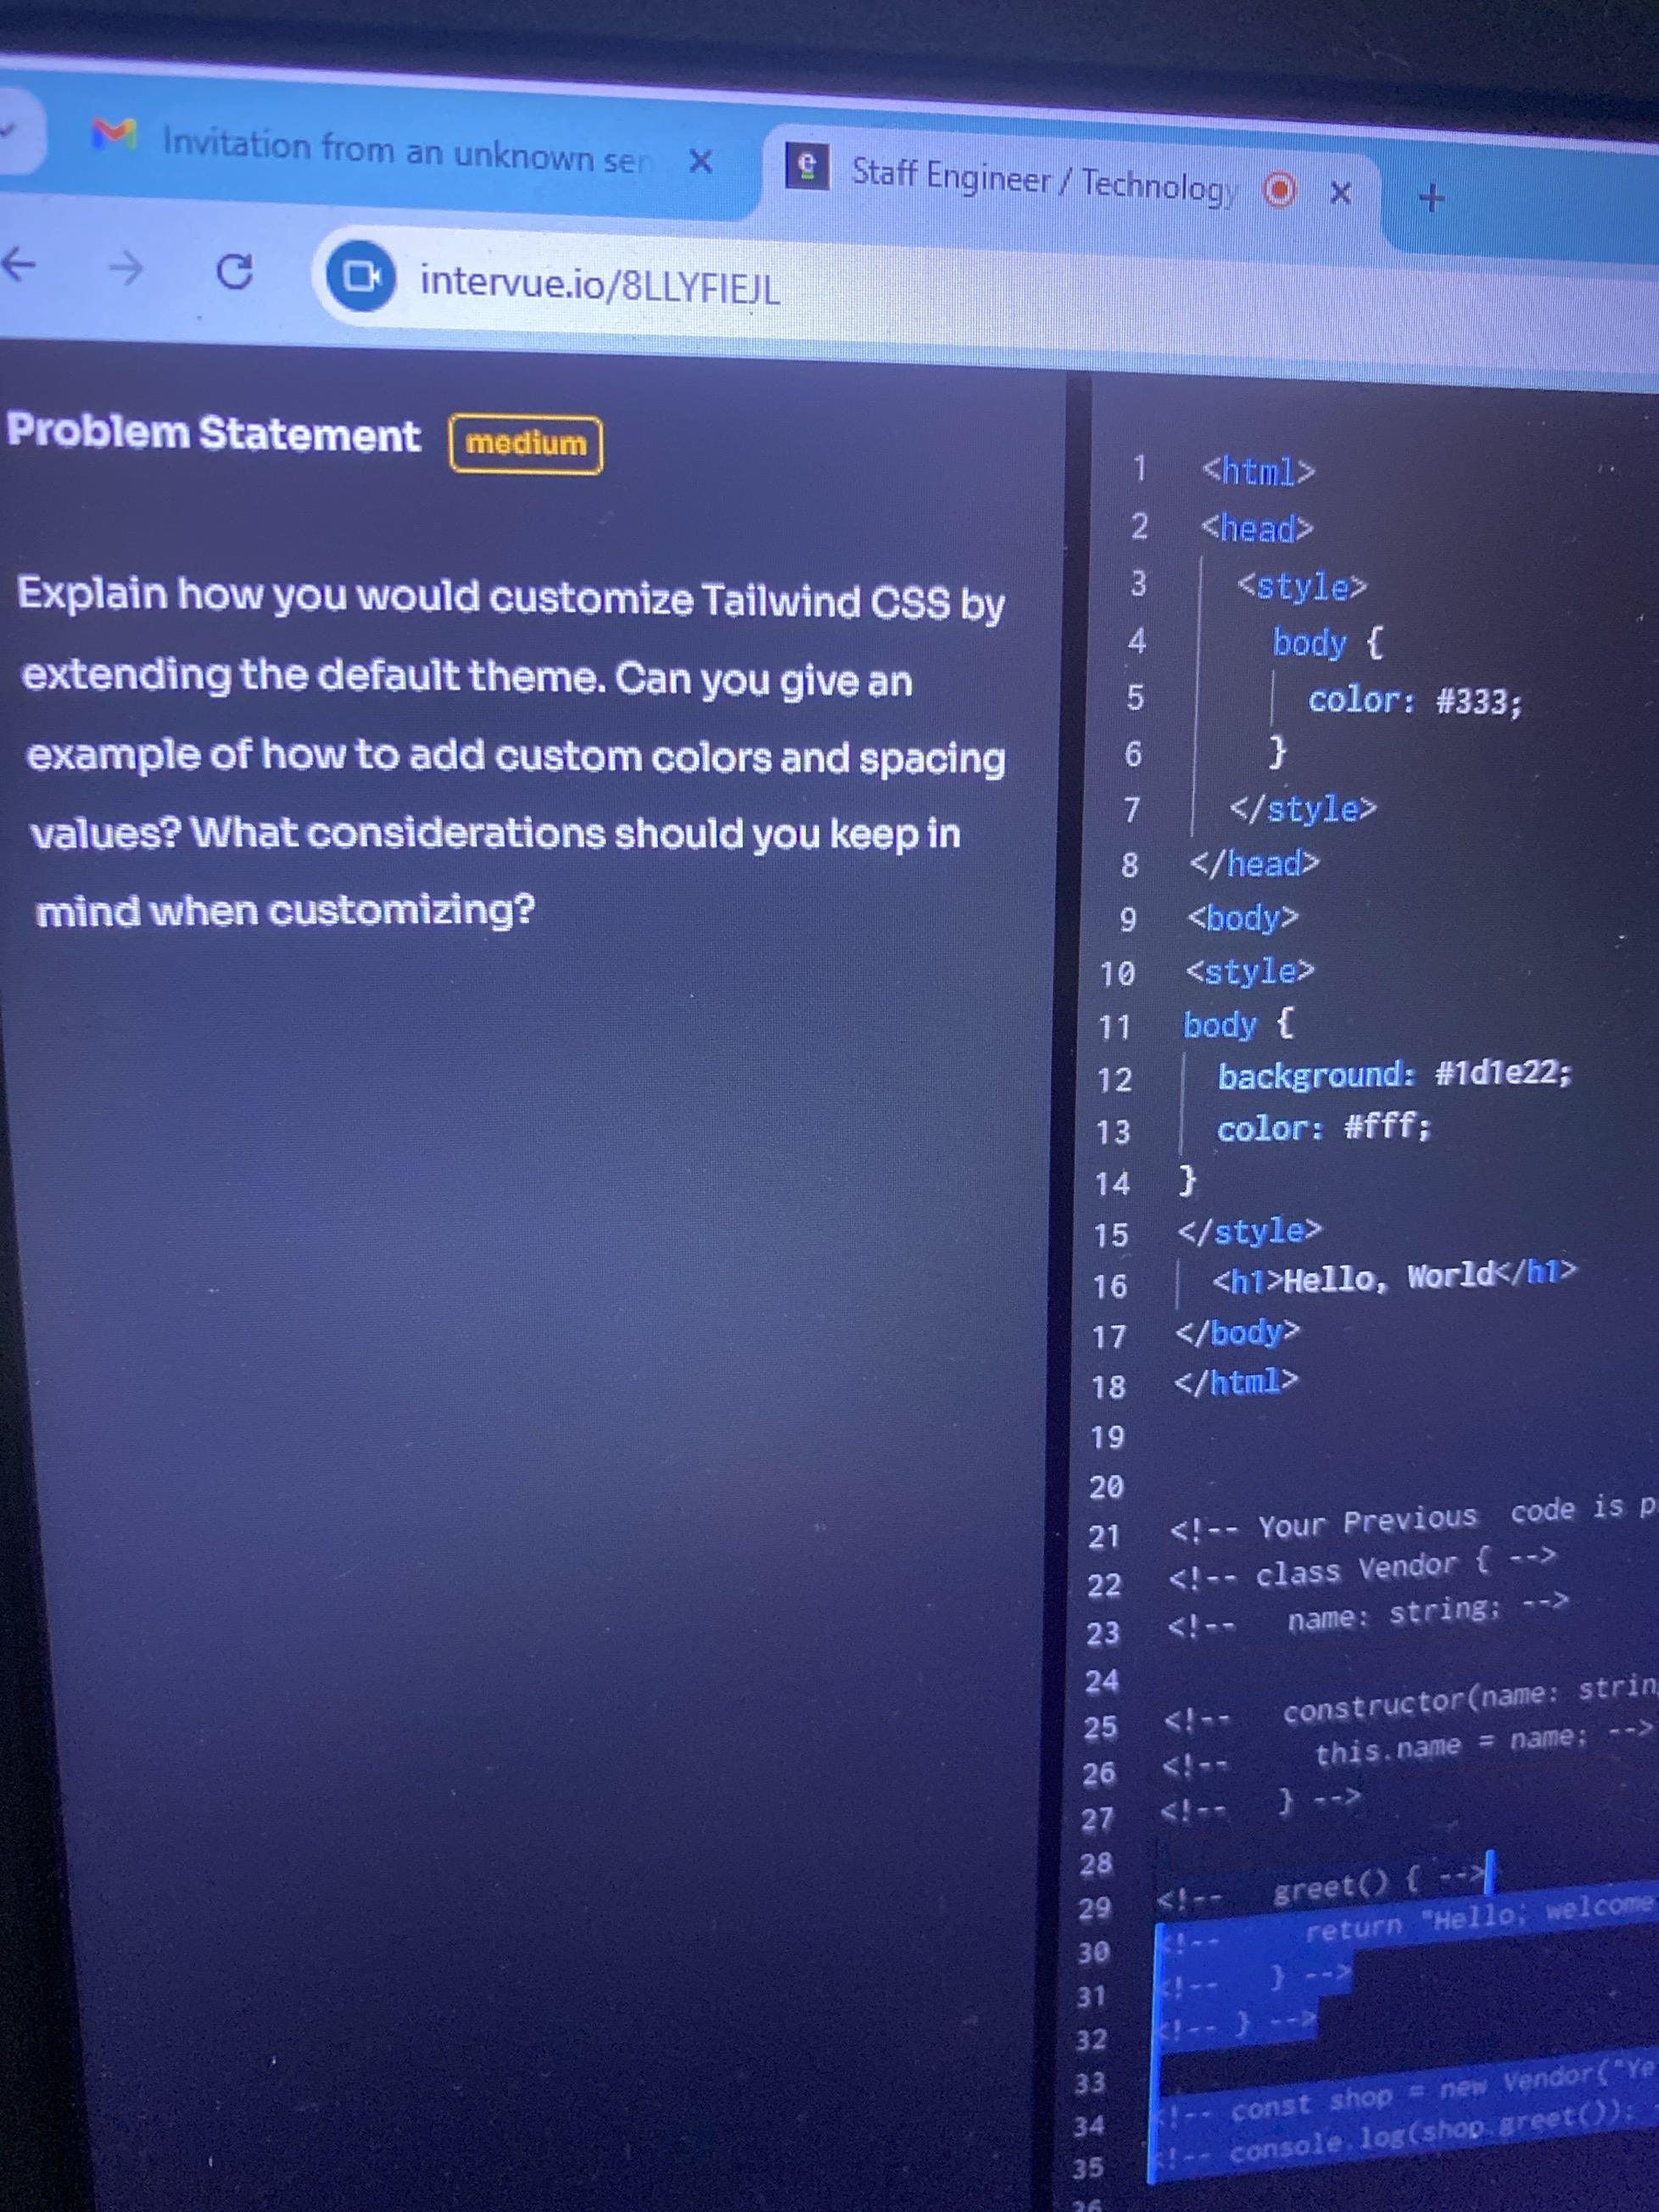 Invitation from an unknown sen
Staff Engineer / Technology
intervue.io/8LLYFIEJL
Problem Statement
medium
Explain how you would customize Tailwind CSS by
extending the default theme. Can you give an
example of how to add custom colors and spacing
values? What considerations should you keep in
mind when customizing?
1 <html>
2 <head>
3 <style>
4 body {
5 color: #333;
6 }
7 </style>
8 </head>
9 <body>
10 <style>
11 body {
12 background: #1d1e22;
13 color: #fff;
14 }
15 </style>
16 <h1>Hello, World</h1>
17 </body>
18 </html>
19
20
21 <!-- Your Previous code is p
22 <!-- class Vendor { -->
23 <!-- name: string; -->
24
25 <!-- constructor(name: strin
26 <!-- this.name = name; -->
27 <!-- } -->
28
29 <!-- greet() { -->
30 <!-- return "Hello, welcome
31 <!-- } -->
32 <!-- } -->
33
34 <!-- const shop = new Vendor("Ye
35 <!-- console.log(shop.greet());
36